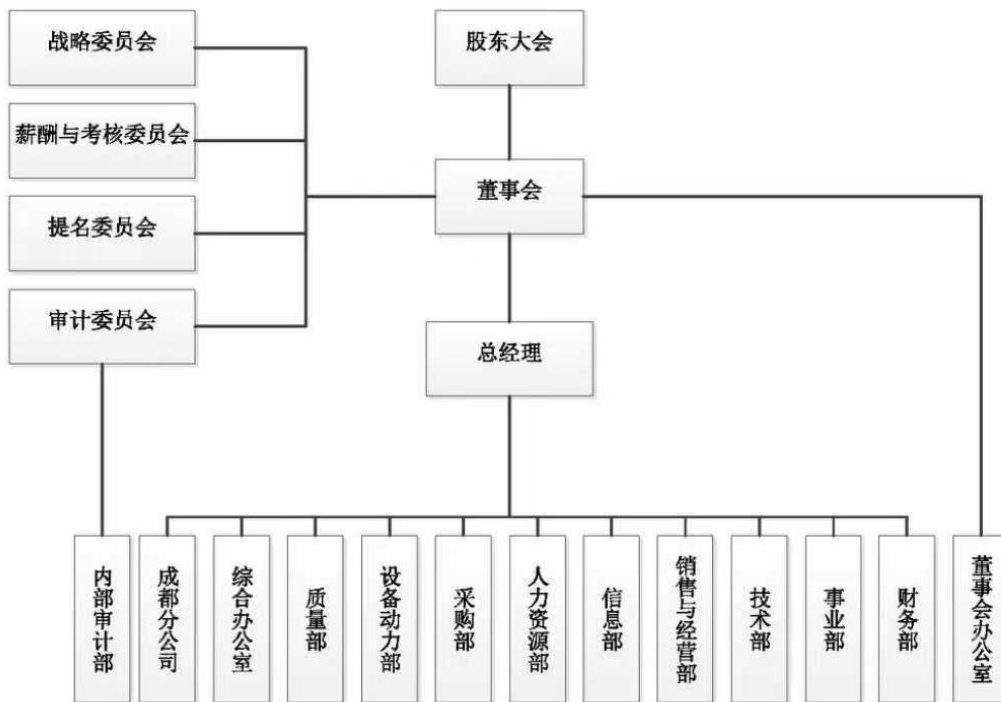 战略委员会
股东大会
薪酬与考核委员会
董事会
提名委员会
审计委员会
总经理
内部审计部
成都分公司
综合办公室
质量部
设备动力部
采购部
人力资源部
信息部
销售与经营部
技术部
事业部
财务部
董事会办公室